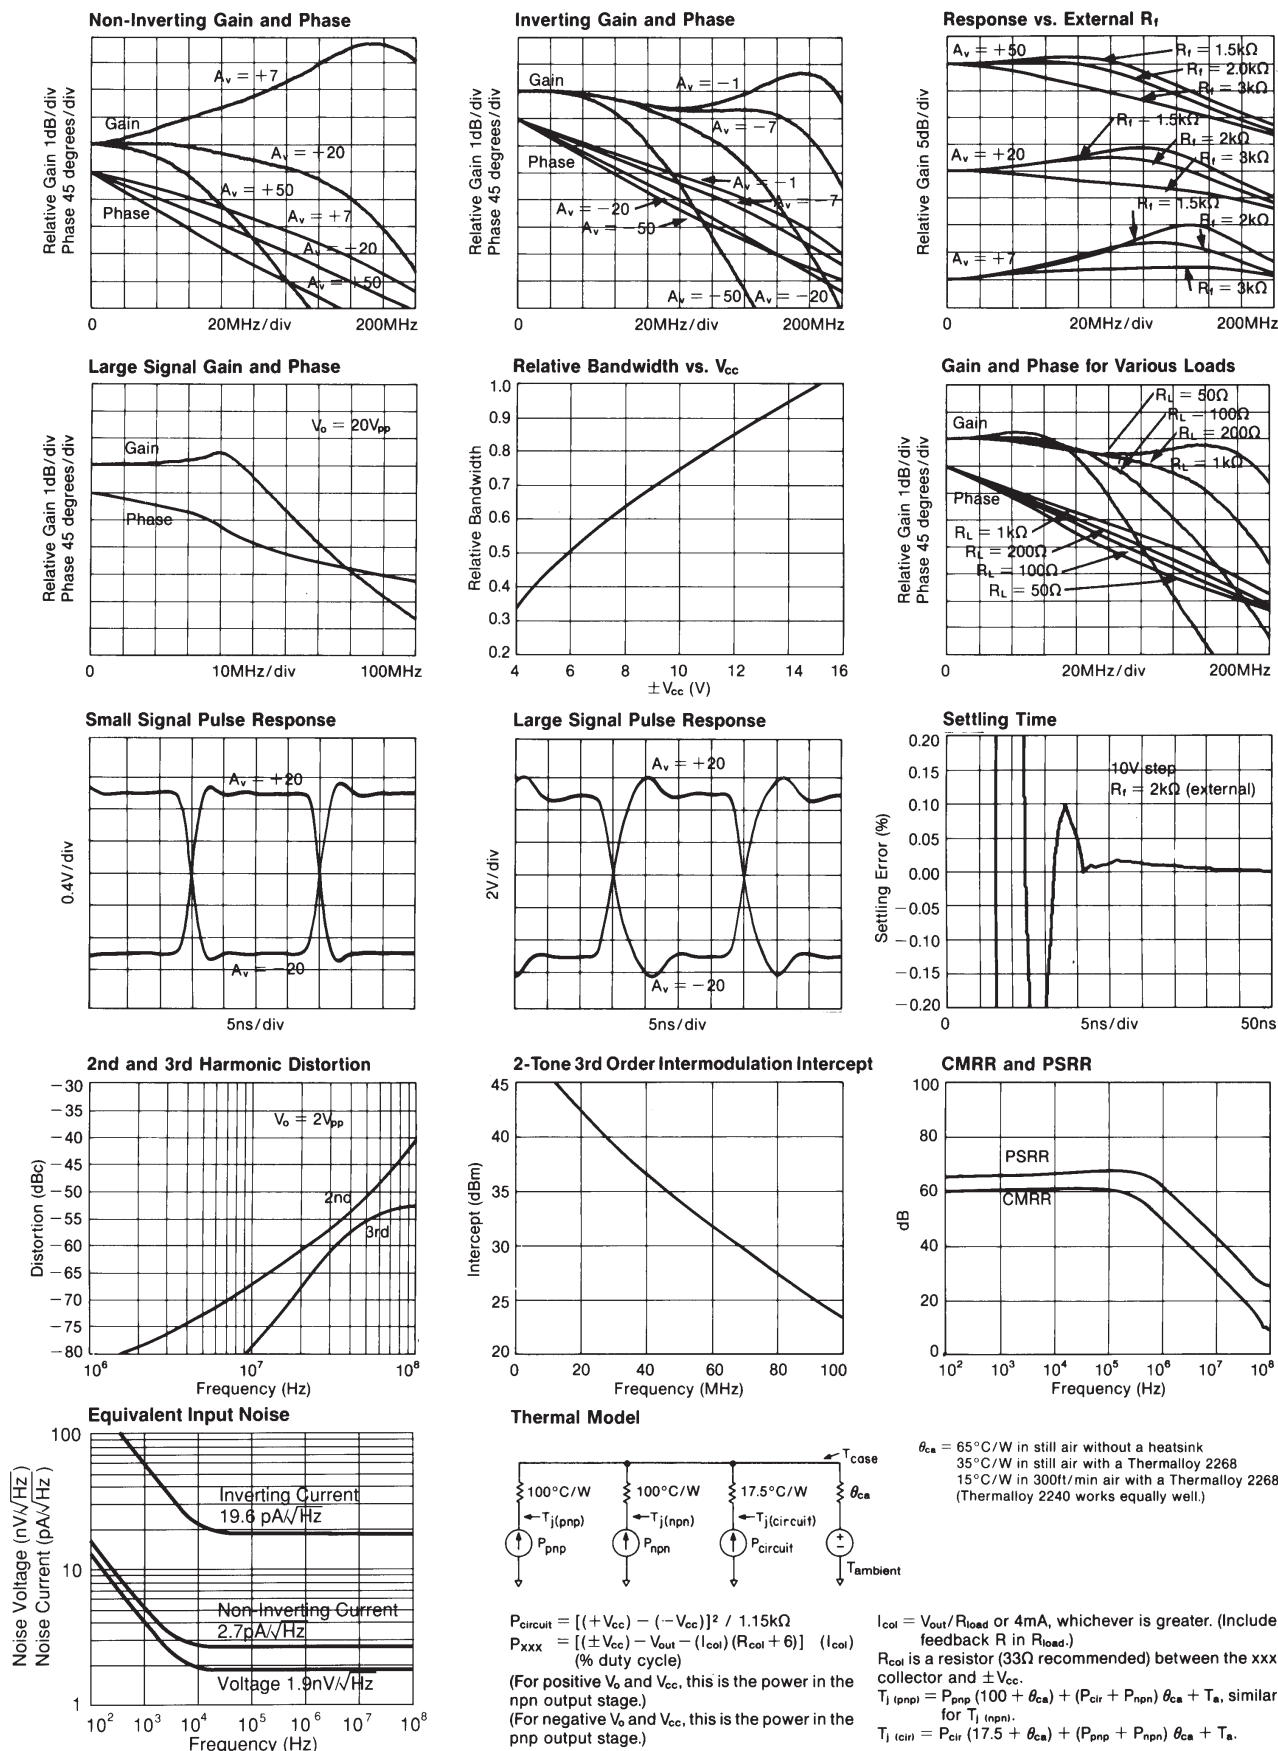 Non-Inverting Gain and Phase
Relative Gain 1dB/div
Phase 45 degrees/div
Gain
Phase
Aᵥ = +7
Aᵥ = +20
Aᵥ = +50
Aᵥ = +7
Aᵥ = +20
Aᵥ = +50
0
20MHz/div
200MHz
Inverting Gain and Phase
Relative Gain 1dB/div
Phase 45 degrees/div
Gain
Phase
Aᵥ = −1
Aᵥ = −7
Aᵥ = −1
Aᵥ = −7
Aᵥ = −20
Aᵥ = −50
Aᵥ = −50
Aᵥ = −20
0
20MHz/div
200MHz
Response vs. External Rf
Relative Gain 5dB/div
Aᵥ = +50
Rf = 1.5kΩ
Rf = 2.0kΩ
Rf = 3kΩ
Aᵥ = +20
Rf = 1.5kΩ
Rf = 2kΩ
Rf = 3kΩ
Aᵥ = +7
Rf = 1.5kΩ
Rf = 2kΩ
Rf = 3kΩ
0
20MHz/div
200MHz
Large Signal Gain and Phase
Relative Gain 1dB/div
Phase 45 degrees/div
Vo = 20Vpp
Gain
Phase
0
10MHz/div
100MHz
Relative Bandwidth vs. Vcc
Relative Bandwidth
1.0
0.9
0.8
0.7
0.6
0.5
0.4
0.3
0.2
4
6
8
10
12
14
16
±Vcc (V)
Gain and Phase for Various Loads
Relative Gain 1dB/div
Phase 45 degrees/div
Gain
Phase
RL = 50Ω
RL = 100Ω
RL = 200Ω
RL = 1kΩ
RL = 1kΩ
RL = 200Ω
RL = 100Ω
RL = 50Ω
0
20MHz/div
200MHz
Small Signal Pulse Response
0.4V/div
Aᵥ = +20
Aᵥ = −20
5ns/div
Large Signal Pulse Response
2V/div
Aᵥ = +20
Aᵥ = −20
5ns/div
Settling Time
Settling Error (%)
0.20
0.15
0.10
0.05
0.00
−0.05
−0.10
−0.15
−0.20
10V step
Rf = 2kΩ (external)
0
5ns/div
50ns
2nd and 3rd Harmonic Distortion
Distortion (dBc)
−30
−35
−40
−45
−50
−55
−60
−65
−70
−75
−80
Vo = 2Vpp
2nd
3rd
10⁶
10⁷
10⁸
Frequency (Hz)
2-Tone 3rd Order Intermodulation Intercept
Intercept (dBm)
45
40
35
30
25
20
0
20
40
60
80
100
Frequency (MHz)
CMRR and PSRR
dB
100
80
60
40
20
0
PSRR
CMRR
10²
10³
10⁴
10⁵
10⁶
10⁷
10⁸
Frequency (Hz)
Equivalent Input Noise
Noise Voltage (nV/√Hz)
Noise Current (pA/√Hz)
100
10
1
Inverting Current
19.6 pA/√Hz
Non-Inverting Current
2.7pA/√Hz
Voltage 1.9nV/√Hz
10²
10³
10⁴
10⁵
10⁶
10⁷
10⁸
Frequency (Hz)
Thermal Model
Tcase
100°C/W
100°C/W
17.5°C/W
θca
Tj(pnp)
Tj(npn)
Tj(circuit)
Ppnp
Pnpn
Pcircuit
+
−
Tambient
θca = 65°C/W in still air without a heatsink
35°C/W in still air with a Thermalloy 2268
15°C/W in 300ft/min air with a Thermalloy 2268
(Thermalloy 2240 works equally well.)
Pcircuit = [(+Vcc) − (−Vcc)]² / 1.15kΩ
Pxxx = [(±Vcc) − Vout − (Icol) (Rcol + 6)] (Icol)
(% duty cycle)
(For positive Vo and Vcc, this is the power in the
npn output stage.)
(For negative Vo and Vcc, this is the power in the
pnp output stage.)
Icol = Vout/Rload or 4mA, whichever is greater. (Include
feedback R in Rload.)
Rcol is a resistor (33Ω recommended) between the xxx
collector and ±Vcc.
Tj (pnp) = Ppnp (100 + θca) + (Pcir + Pnpn) θca + Ta, similar
for Tj (npn).
Tj (cir) = Pcir (17.5 + θca) + (Ppnp + Pnpn) θca + Ta.